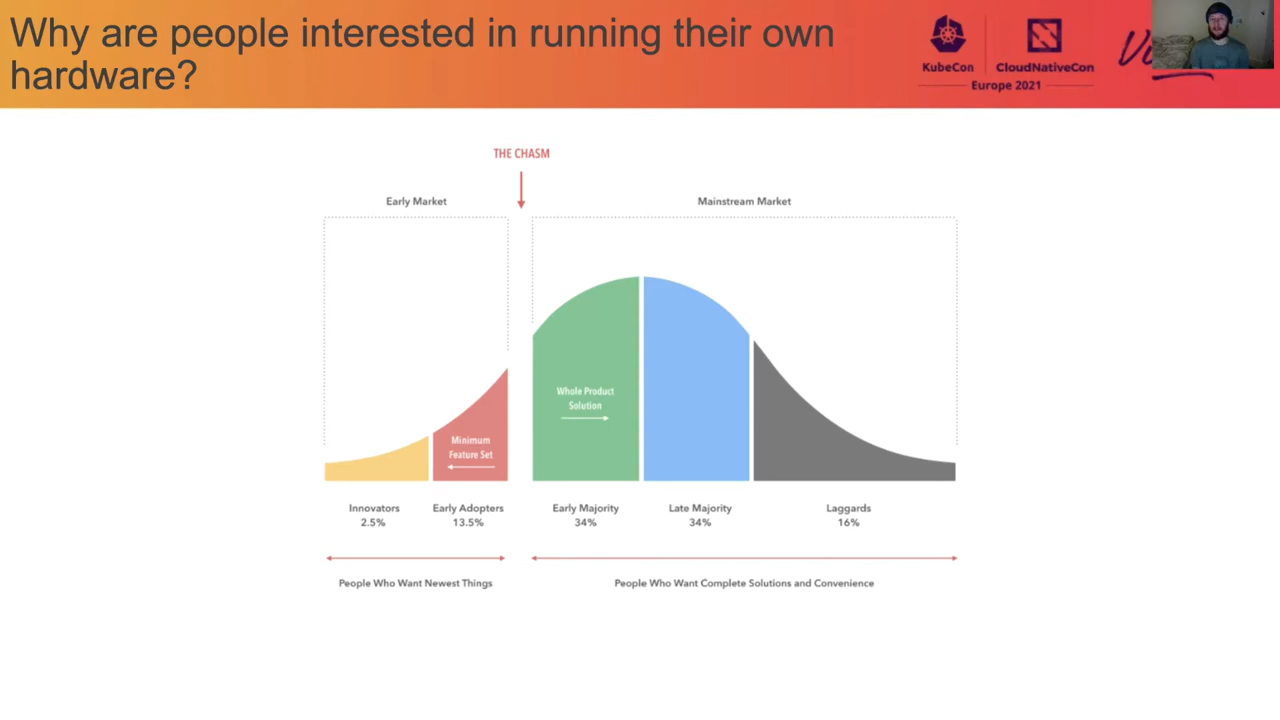 Why are people interested in running their own
hardware?
KubeCon
CloudNativeCon
Europe 2021
THE CHASM
Early Market
Mainstream Market
Whole Product
Solution
Minimum
Feature Set
Innovators
2.5%
Early Adopters
13.5%
Early Majority
34%
Late Majority
34%
Laggards
16%
People Who Want Newest Things
People Who Want Complete Solutions and Convenience